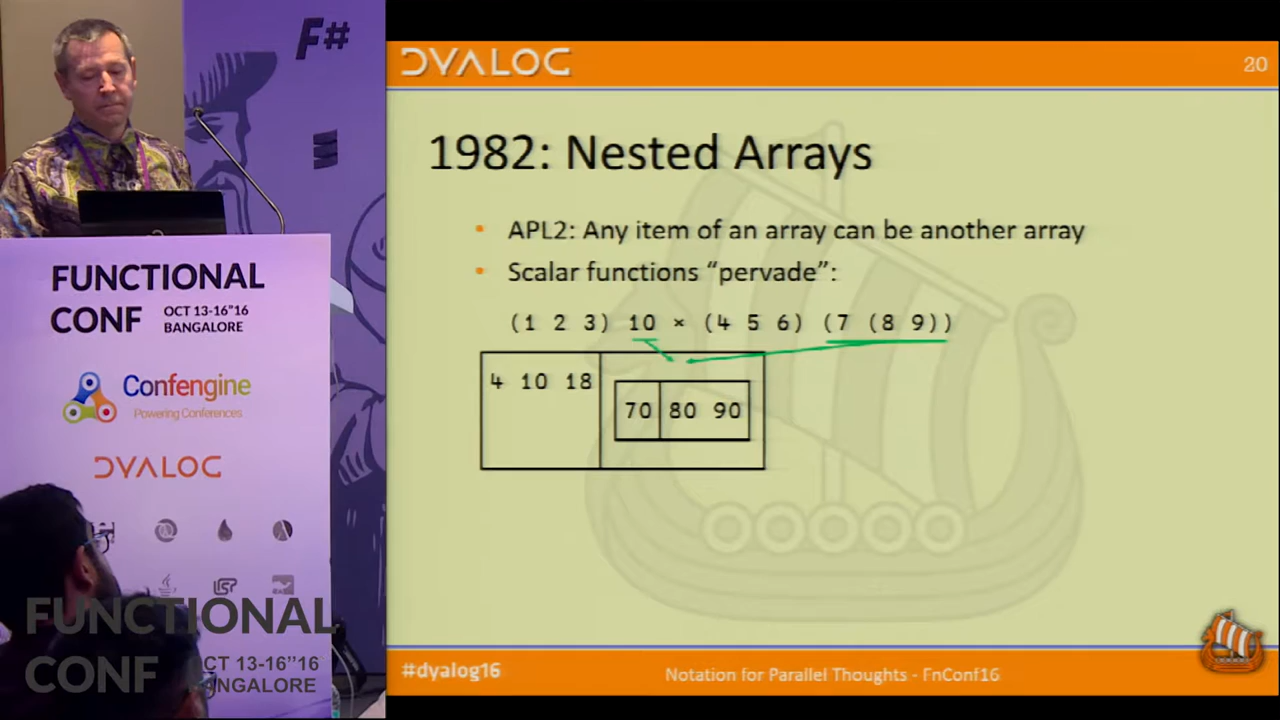 F#
FUNCTIONAL
CONF
OCT 13-16"16
BANGALORE
Confengine
Powering Conferences
DYALOG
LISP
FUNCTIONAL
CONF
OCT 13-16"16
BANGALORE
DYALOG
20
1982: Nested Arrays
• APL2: Any item of an array can be another array
• Scalar functions “pervade”:
(1 2 3) 10 × (4 5 6) (7 (8 9))
4 10 18
70 80 90
#dyalog16
Notation for Parallel Thoughts - FnConf16